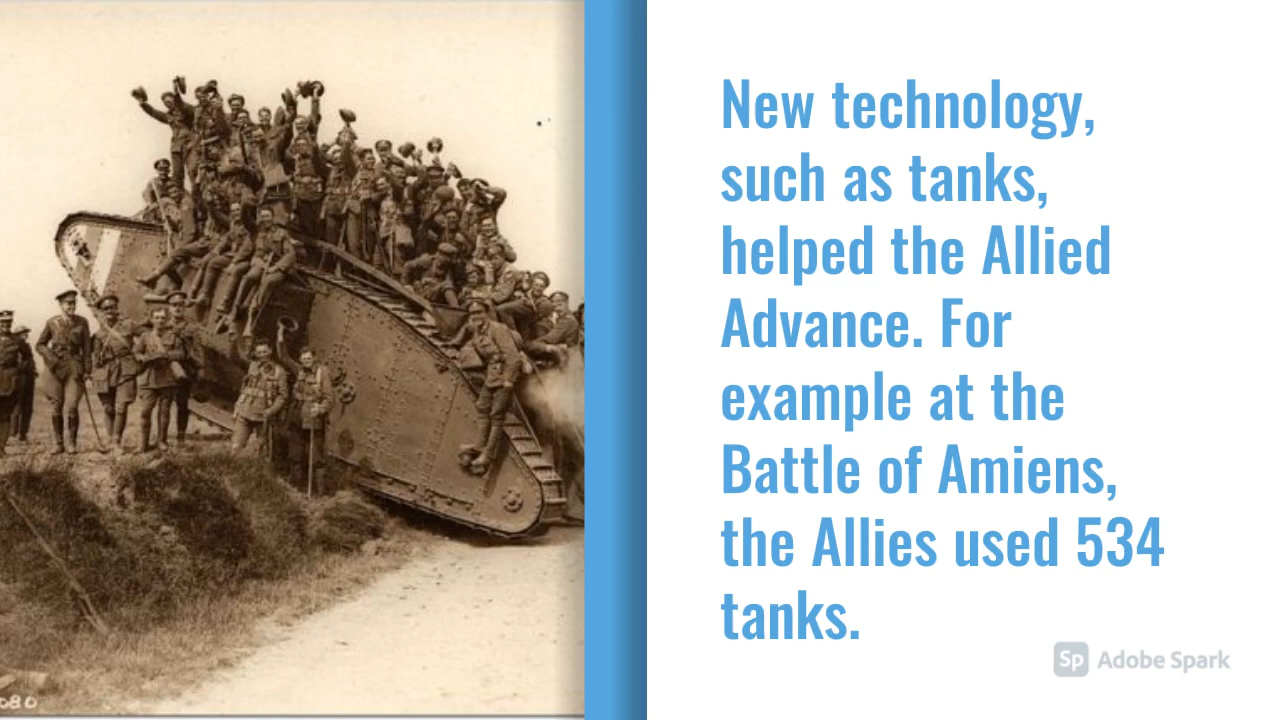 New technology,
such as tanks,
helped the Allied
Advance. For
example at the
Battle of Amiens,
the Allies used 534
tanks.
Sp Adobe Spark